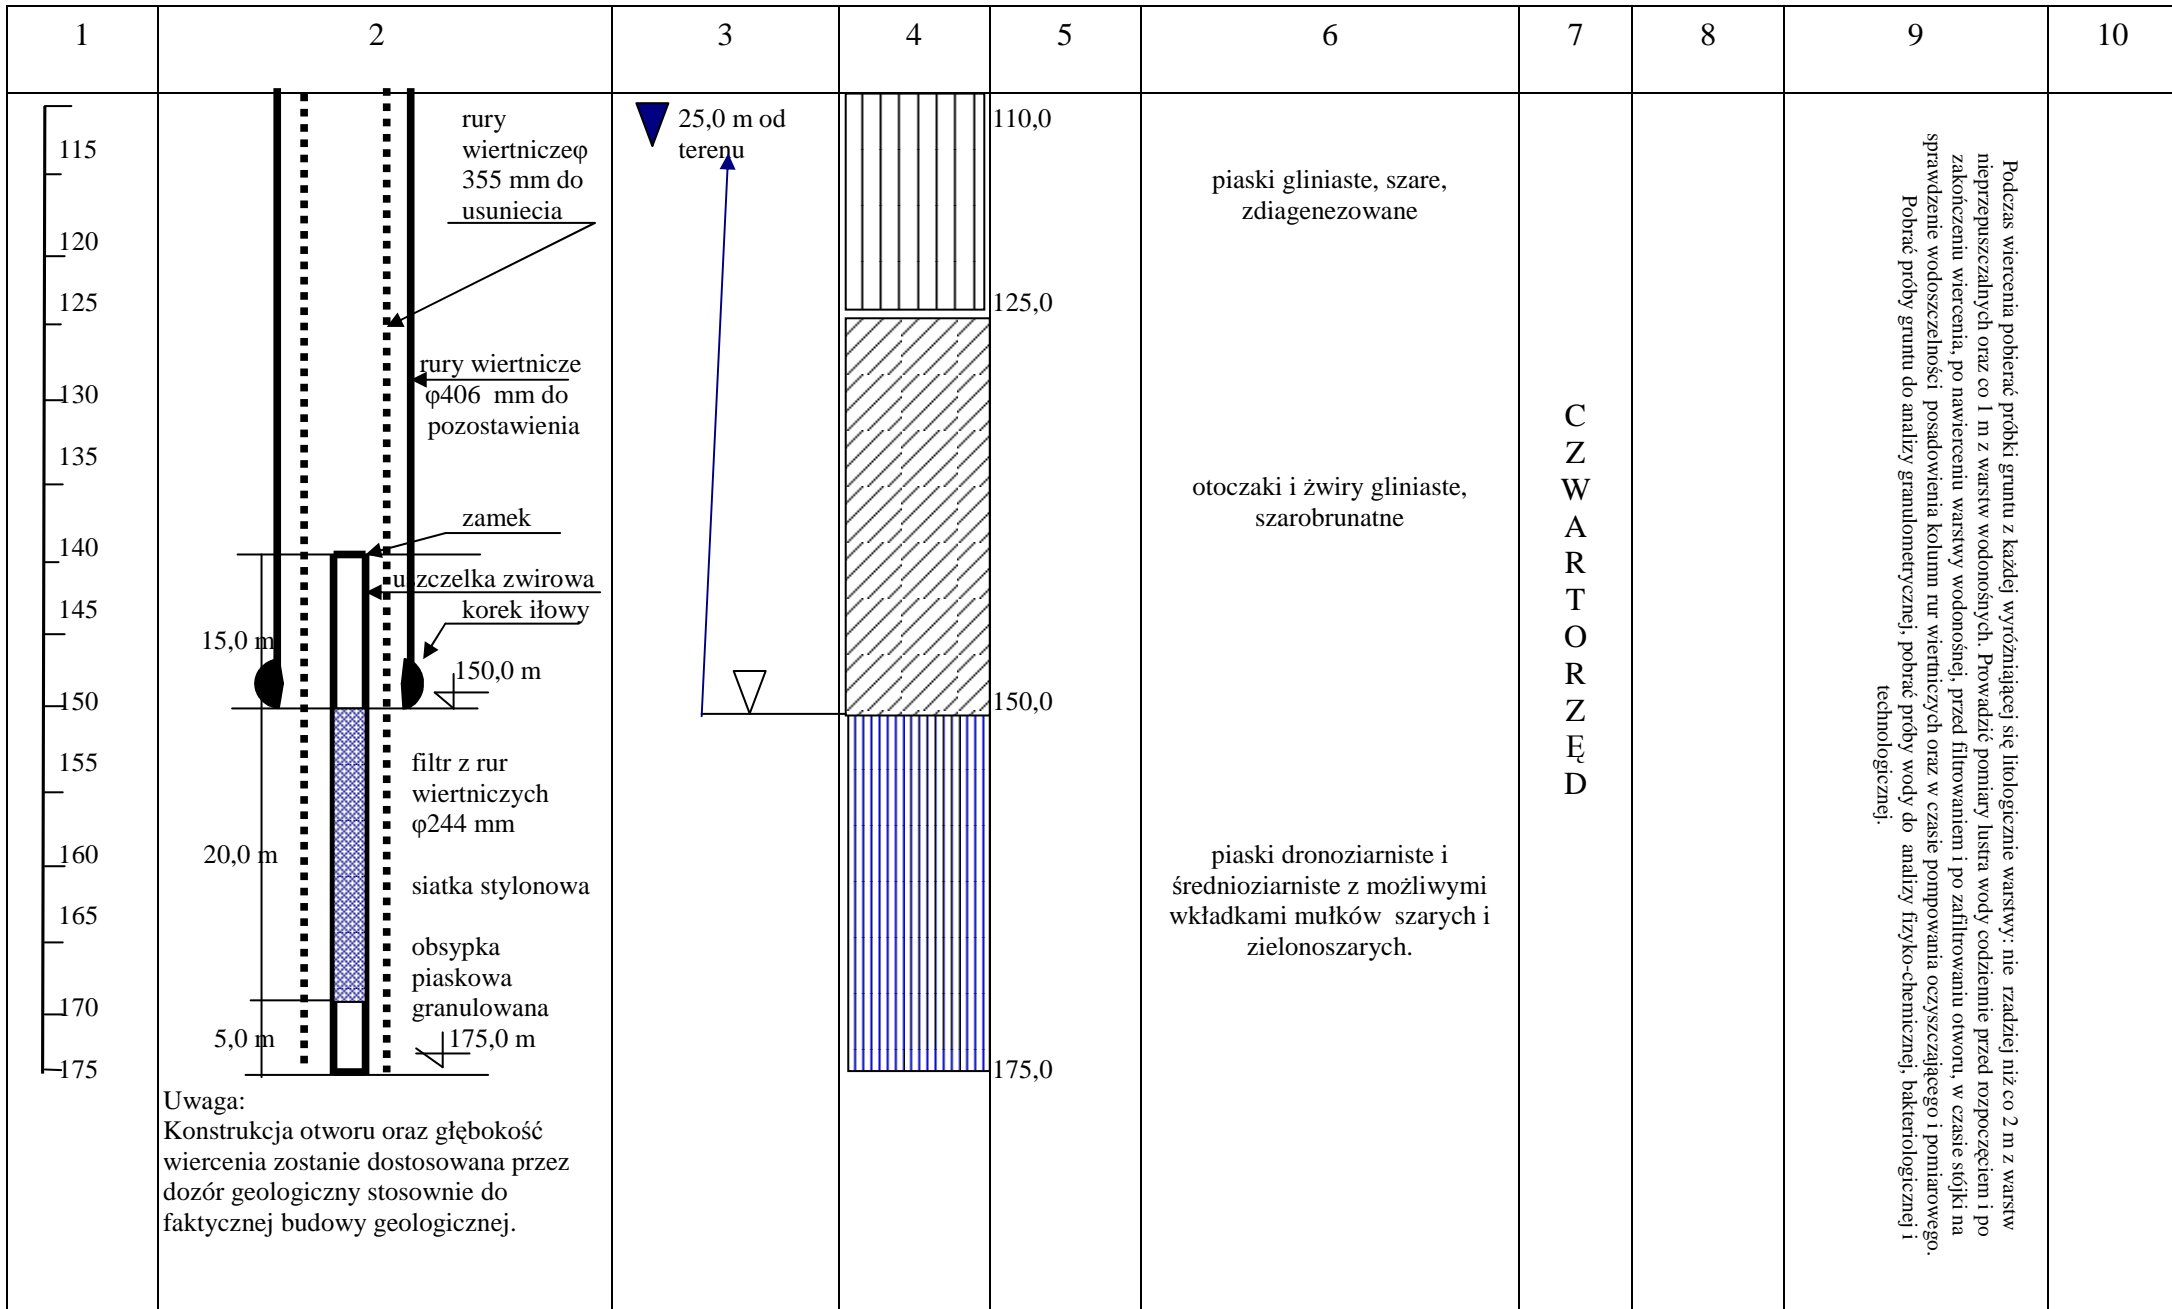 1 2 3 4 5 6 7 8 9 10
115
120
125
130
135
140
145
150
155
160
165
170
175
rury
wiertniczeφ
355 mm do
usuniecia
rury wiertnicze
φ406 mm do
pozostawienia
zamek
uszczelka zwirowa
korek iłowy
15,0 m
150,0 m
filtr z rur
wiertniczych
φ244 mm
20,0 m
siatka stylonowa
obsypka
piaskowa
granulowana
5,0 m
175,0 m
Uwaga:
Konstrukcja otworu oraz głębokość
wiercenia zostanie dostosowana przez
dozór geologiczny stosownie do
faktycznej budowy geologicznej.
25,0 m od
terenu
110,0
125,0
150,0
175,0
piaski gliniaste, szare,
zdiagenezowane
otoczaki i żwiry gliniaste,
szarobrunatne
piaski dronoziarniste i
średnioziarniste z możliwymi
wkładkami mułków szarych i
zielonoszarych.
C
Z
W
A
R
T
O
R
Z
Ę
D
Podczas wiercenia pobierać próbki gruntu z każdej wyróżniającej się litologicznie warstwy: nie rzadziej niż co 2 m z warstw
nieprzepuszczalnych oraz co 1 m z warstw wodonośnych. Prowadzić pomiary lustra wody codziennie przed rozpoczęciem i po
zakończeniu wiercenia, po nawierceniu warstwy wodonośnej, przed filtrowaniem i po zafiltrowaniu otworu, w czasie stójki na
sprawdzenie wodoszczelności posadowienia kolumn rur wiertniczych oraz w czasie pompowania oczyszczającego i pomiarowego.
Pobrać próby gruntu do analizy granulometrycznej, pobrać próby wody do analizy fizyko-chemicznej, bakteriologicznej i
technologicznej.